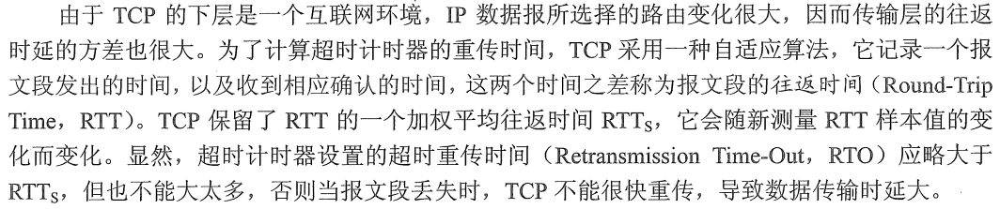 由于 TCP 的下层是一个互联网环境，IP 数据报所选择的路由变化很大，因而传输层的往返
时延的方差也很大。为了计算超时计时器的重传时间，TCP 采用一种自适应算法，它记录一个报
文段发出的时间，以及收到相应确认的时间，这两个时间之差称为报文段的往返时间（Round-Trip
Time，RTT）。TCP 保留了 RTT 的一个加权平均往返时间 RTTS，它会随新测量 RTT 样本值的变
化而变化。显然，超时计时器设置的超时重传时间（Retransmission Time-Out，RTO）应略大于
RTTS，但也不能大太多，否则当报文段丢失时，TCP 不能很快重传，导致数据传输时延大。